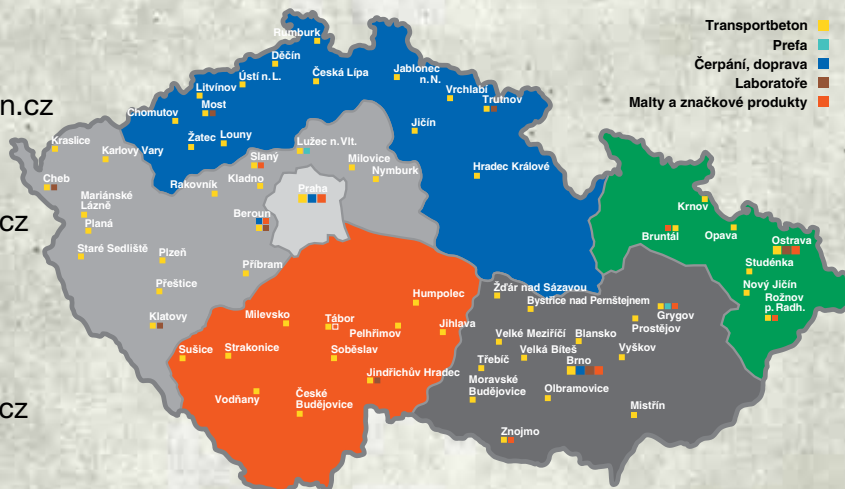 Transportbeton
Prefa
Čerpání, doprava
Laboratoře
Malty a značkové produkty
n.cz
cz
cz
Rumburk
Děčín
Ústí n.L.
Česká Lípa
Jablonec
n.N.
Litvínov
Most
Chomutov
Vrchlabí
Trutnov
Jičín
Žatec
Louny
Kraslice
Karlovy Vary
Lužec n.Vlt.
Slaný
Milovice
Nymburk
Hradec Králové
Cheb
Rakovník
Kladno
Praha
Mariánské
Lázně
Planá
Beroun
Staré Sedliště
Plzeň
Příbram
Přeštice
Klatovy
Krnov
Bruntál
Opava
Ostrava
Studénka
Nový Jičín
Rožnov
p. Radh.
Žďár nad Sázavou
Bystřice nad Pernštejnem
Grygov
Prostějov
Humpolec
Milevsko
Tábor
Pelhřimov
Jihlava
Velké Meziříčí
Blansko
Velká Bíteš
Vyškov
Brno
Třebíč
Sušice
Strakonice
Soběslav
Jindřichův Hradec
Moravské
Budějovice
Olbramovice
Mistřín
Vodňany
České
Budějovice
Znojmo